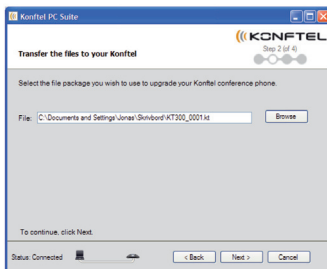 Konftel PC Suite
KONFTEL
Transfer the files to your Konftel
Step 2 (of 4)
Select the file package you wish to use to upgrade your Konftel conference phone.
File: C:\Documents and Settings\Jonas\Skrivbord\KT300_0001.kt Browse
To continue, click Next.
Status: Connected < Back Next > Cancel